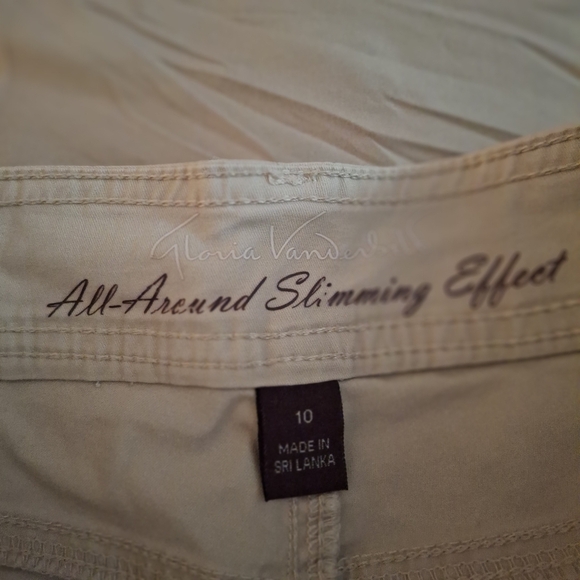 Gloria Vanderbilt
All-Around Slimming Effect
10
MADE IN
SRI LANKA